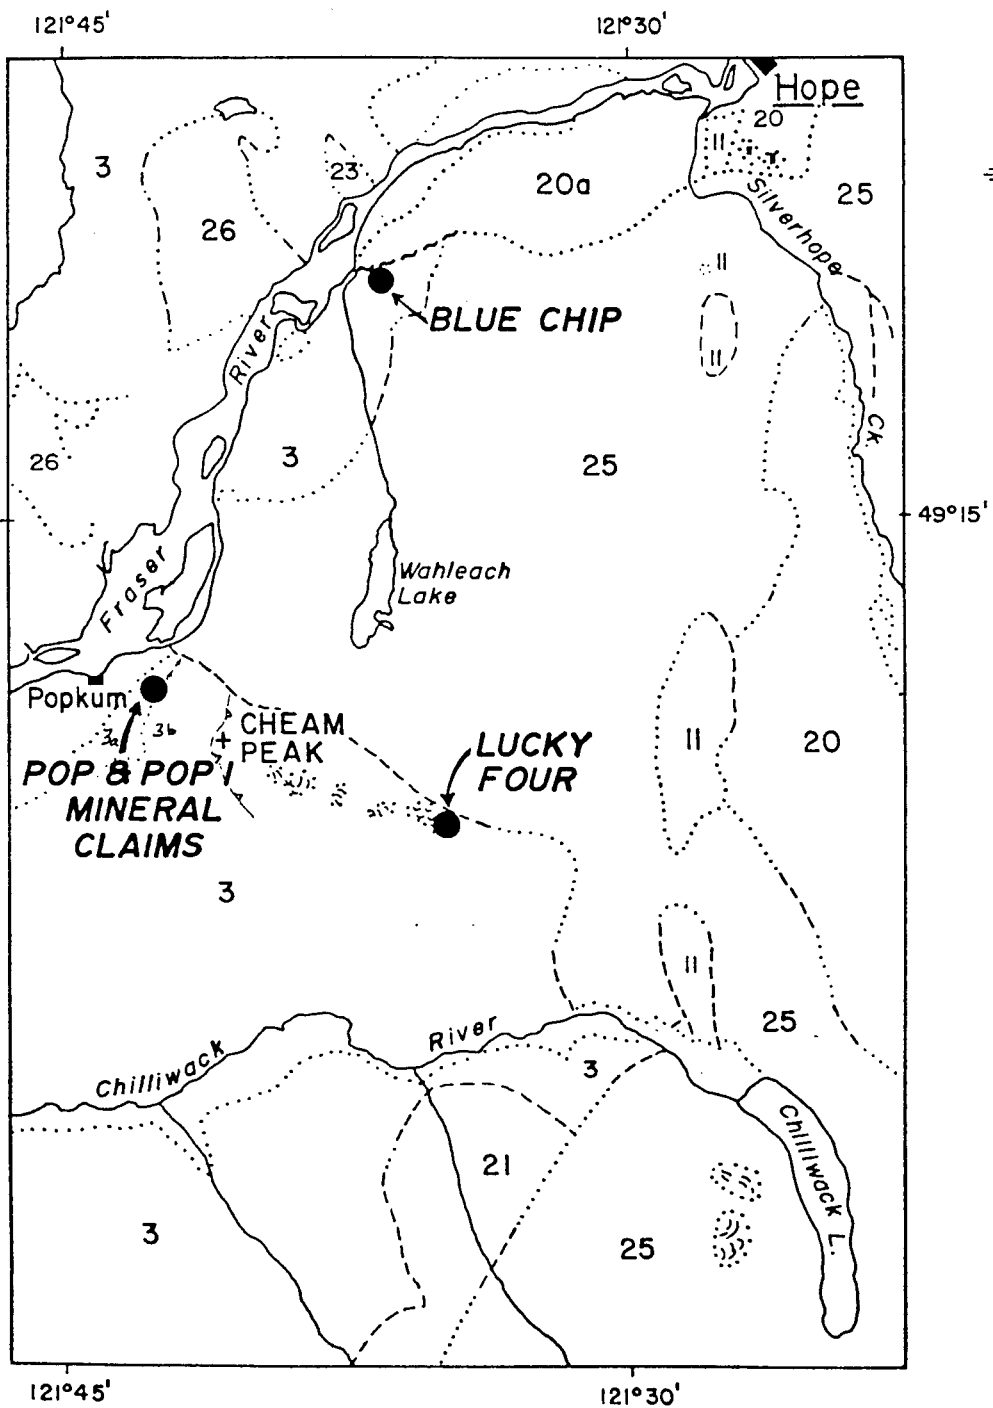 121°45'
121°30'
Hope
20
11
3
23
20a
25
26
Silverhope
11
BLUE CHIP
River
11
Ck.
3
25
26
49°15'
Wahleach
Lake
Fraser
Popkum
3a
3b
CHEAM
PEAK
LUCKY
FOUR
11
20
POP & POP I
MINERAL
CLAIMS
3
11
25
River
Chilliwack
3
Chilliwack L.
21
3
25
121°45'
121°30'